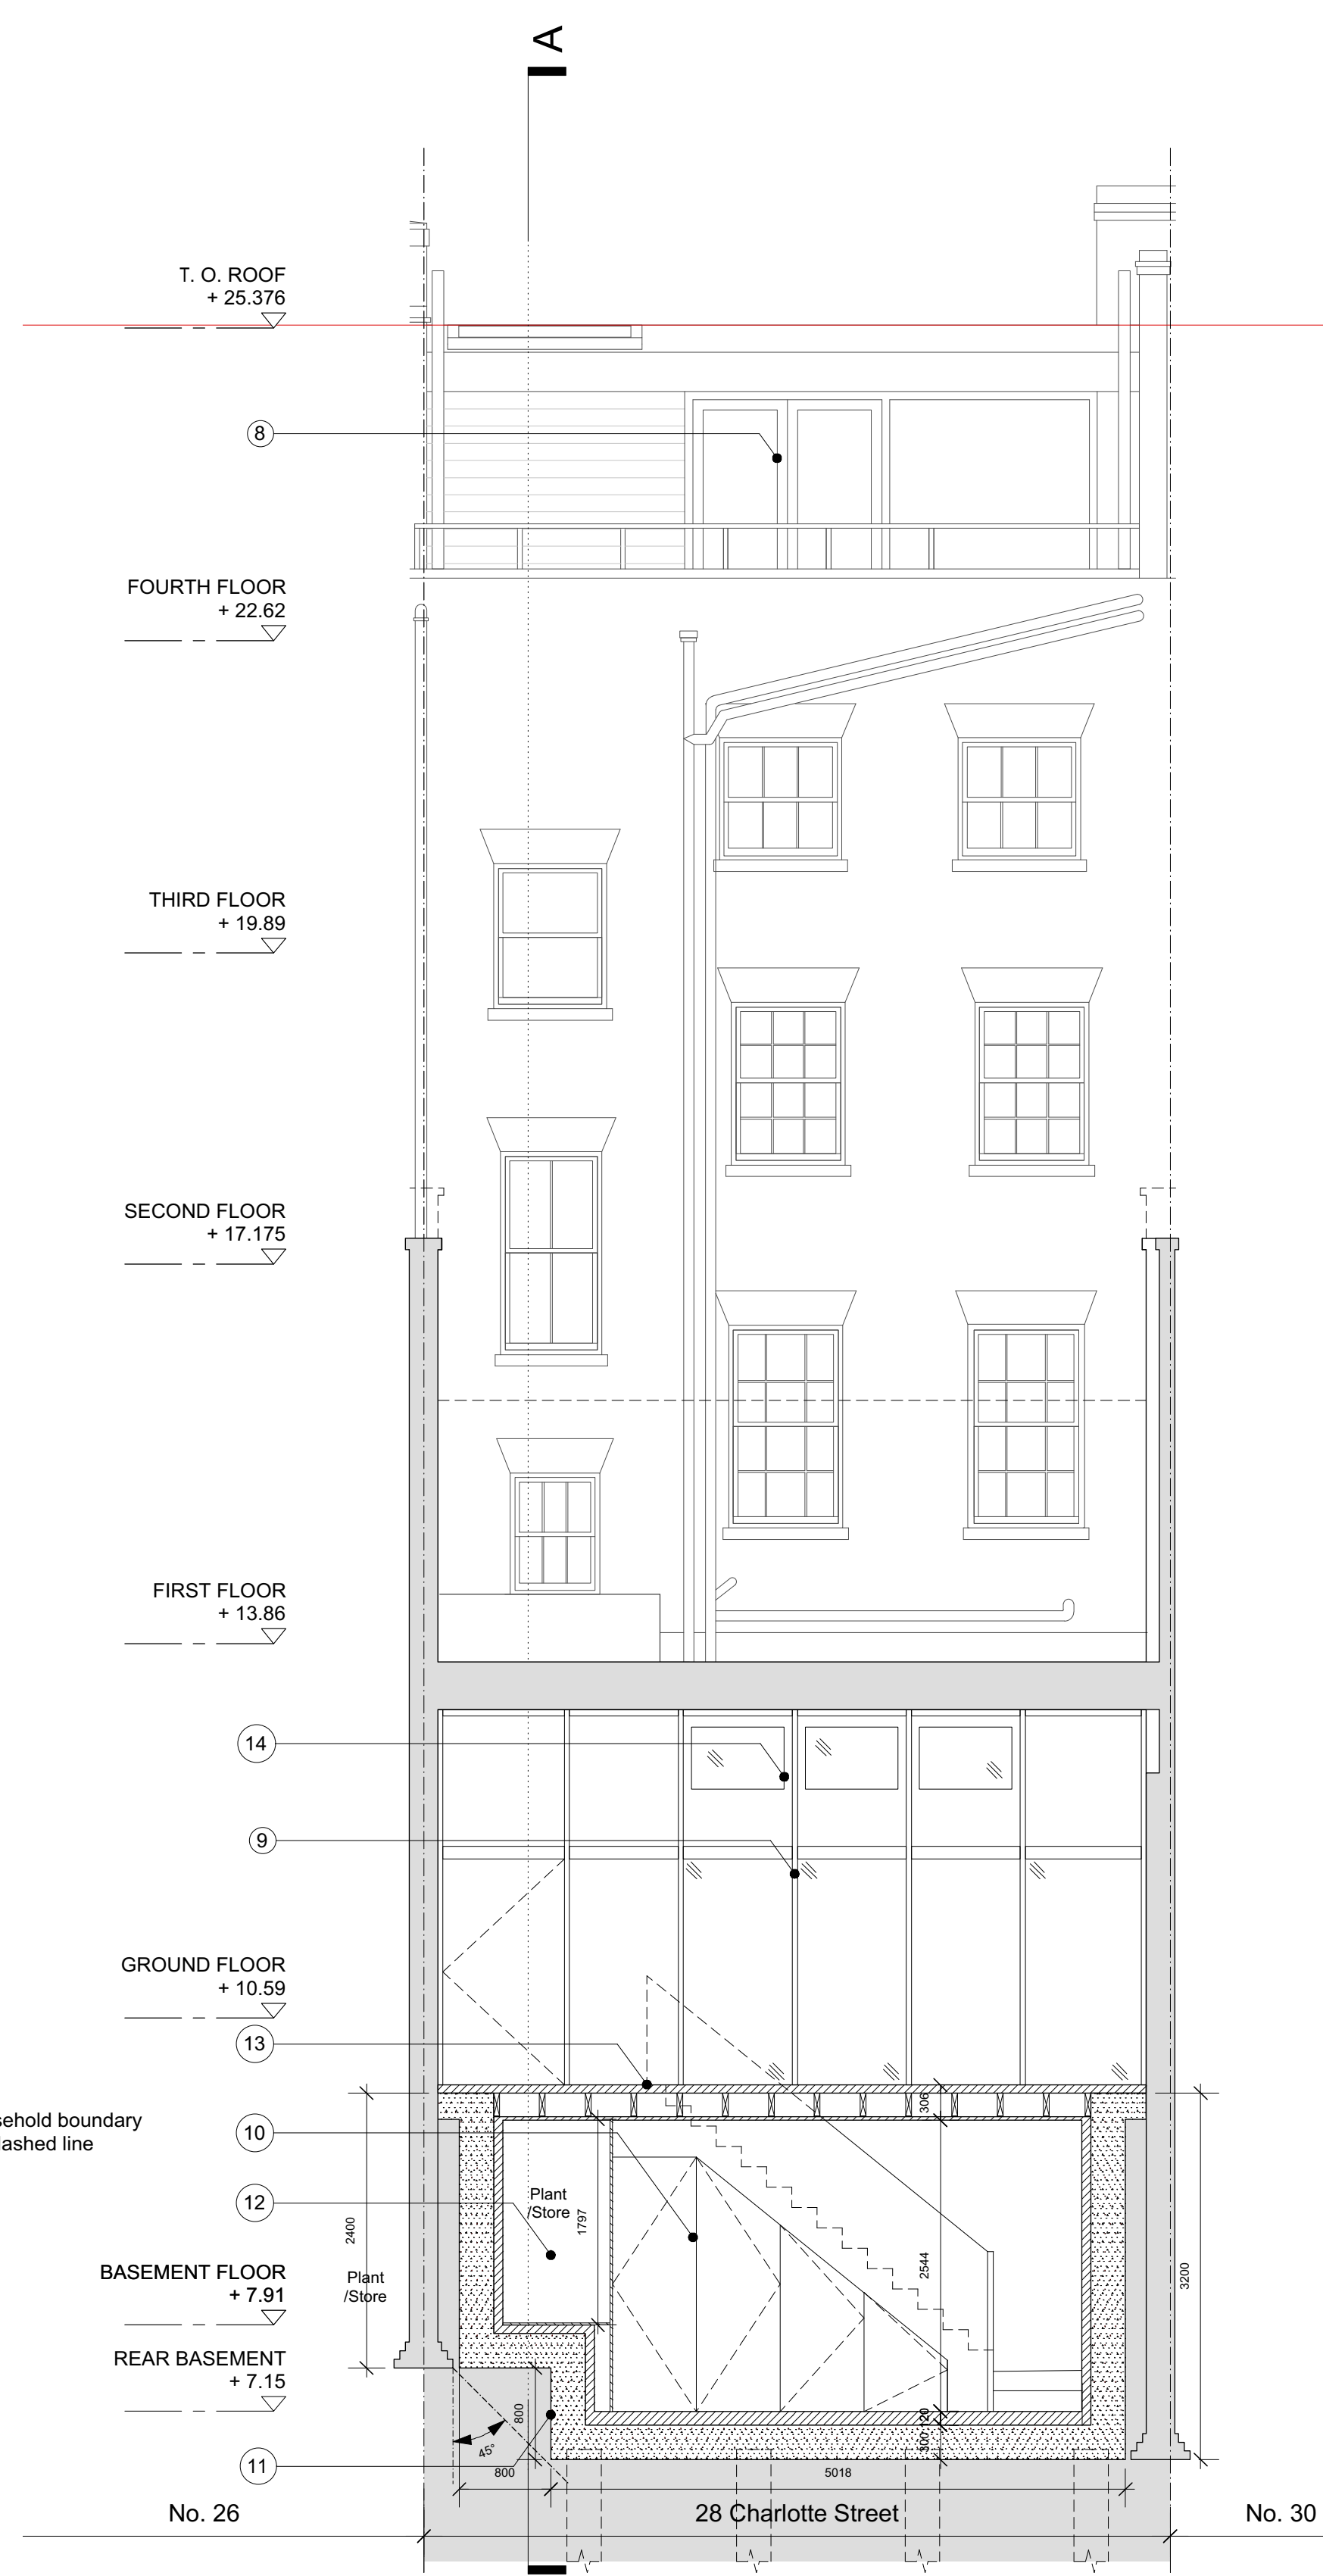 A
T. O. ROOF
+ 25.376
8
FOURTH FLOOR
+ 22.62
THIRD FLOOR
+ 19.89
SECOND FLOOR
+ 17.175
FIRST FLOOR
+ 13.86
14
9
GROUND FLOOR
+ 10.59
13
306
sehold boundary
dashed line
10
12
Plant
/Store
1797
2400
2544
3200
BASEMENT FLOOR
+ 7.91
Plant
/Store
REAR BASEMENT
+ 7.15
800
120
300
45°
11
800
5018
No. 26
28 Charlotte Street
No. 30